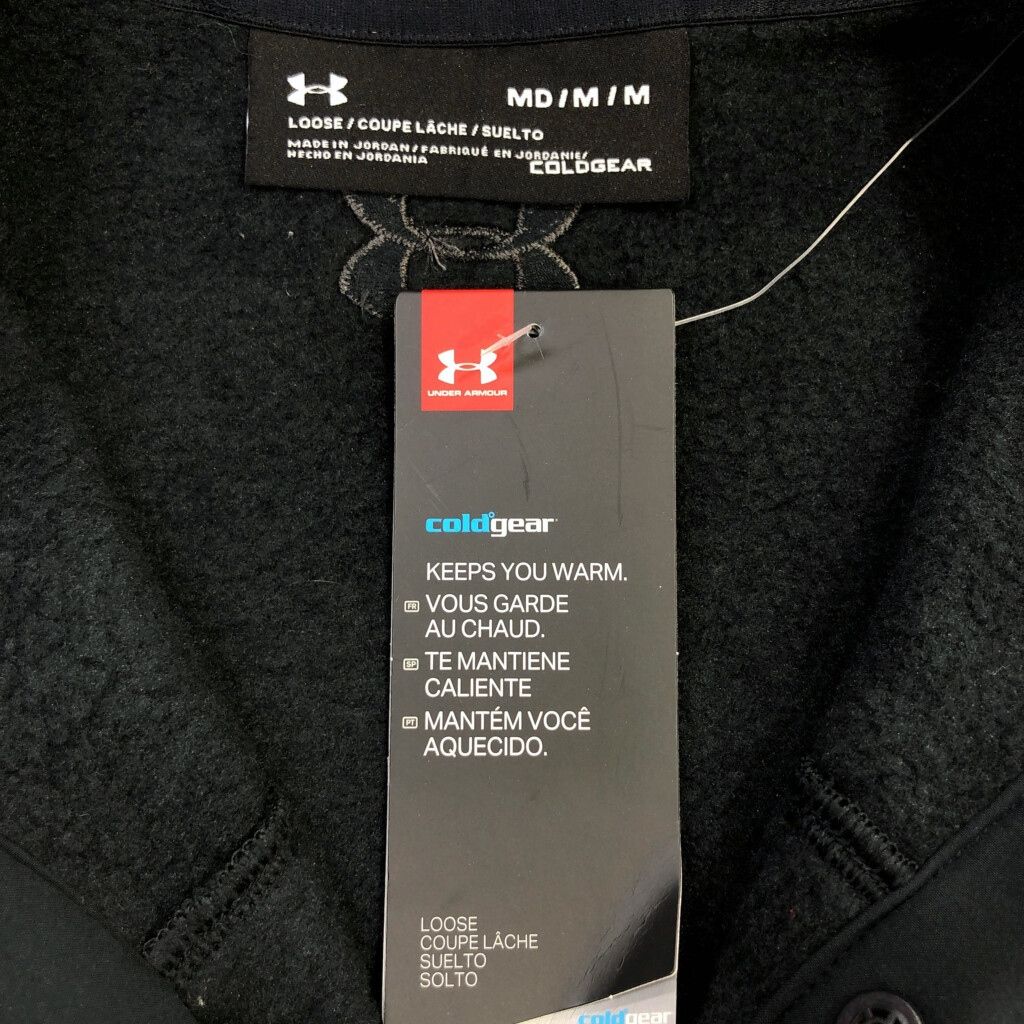 MD/M/M
LOOSE/COUPE LÂCHE/SUELTO
MADE IN JORDAN/FABRIQUÉ EN JORDANIE/
HECHO EN JORDANIA
COLDGEAR
UNDER ARMOUR
cold°gear
KEEPS YOU WARM.
FR VOUS GARDE
AU CHAUD.
SP TE MANTIENE
CALIENTE
PT MANTÉM VOCÊ
AQUECIDO.
LOOSE
COUPE LÂCHE
SUELTO
SOLTO
coldgear